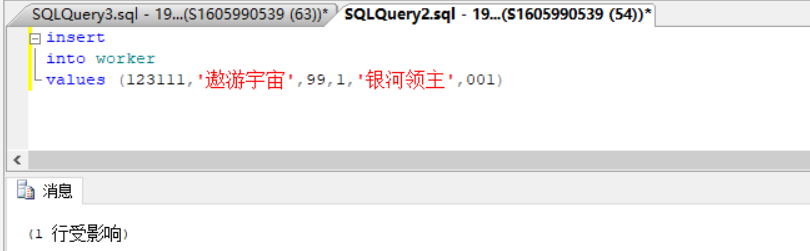 SQLQuery3.sql - 19...(S1605990539 (63))* SQLQuery2.sql - 19...(S1605990539 (54))*
insert
into worker
values (123111,'遨游宇宙',99,1,'银河领主',001)
消息
(1 行受影响)